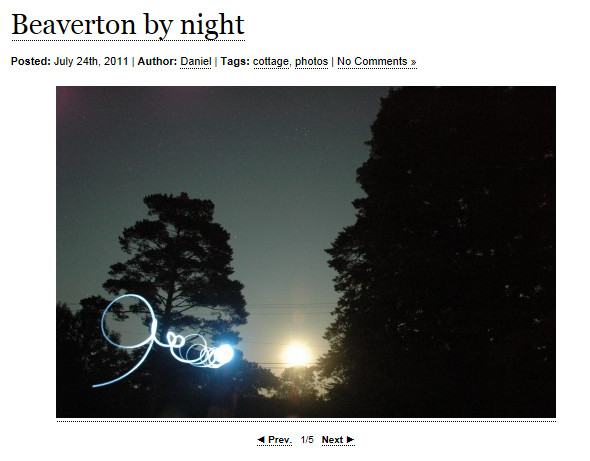 Beaverton by night
Posted: July 24th, 2011 | Author: Daniel | Tags: cottage, photos | No Comments »
◄ Prev. 1/5 Next ►